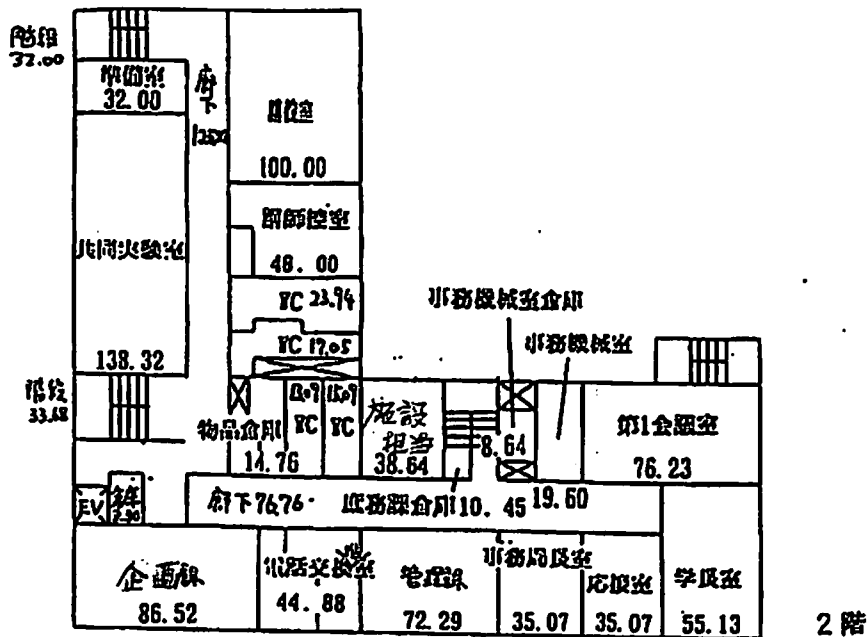 階段
32.00
準備室
32.00
廊下
100.00
講師控室
48.00
WC 23.94
WC 17.05
共同実験室
138.32
階段
33.68
事務機械室倉庫
事務機械室
物品倉庫
14.76
WC
WC
施設
担当
38.64
8.64
第1会議室
76.23
19.60
EV
廊下 76.76
庶務課倉庫 10.45
企画課
86.52
電話交換室
44.88
管理課
72.29
事務局長室
35.07
応接室
35.07
学長室
55.13
2階